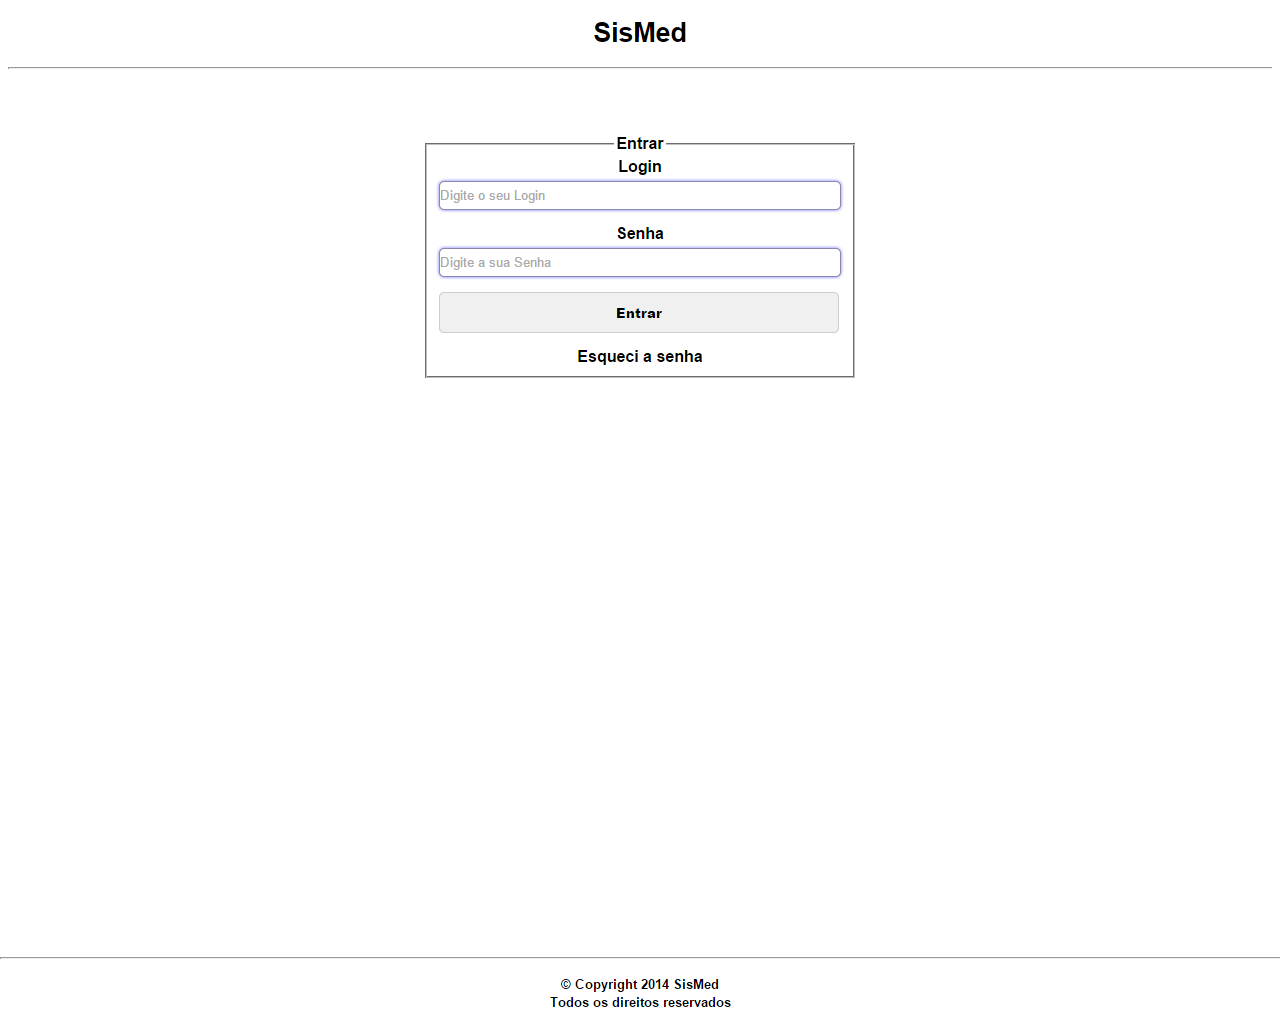 SisMed
Entrar
Login
Digite o seu Login
Senha
Digite a sua Senha
Entrar
Esqueci a senha
© Copyright 2014 SisMed
Todos os direitos reservados